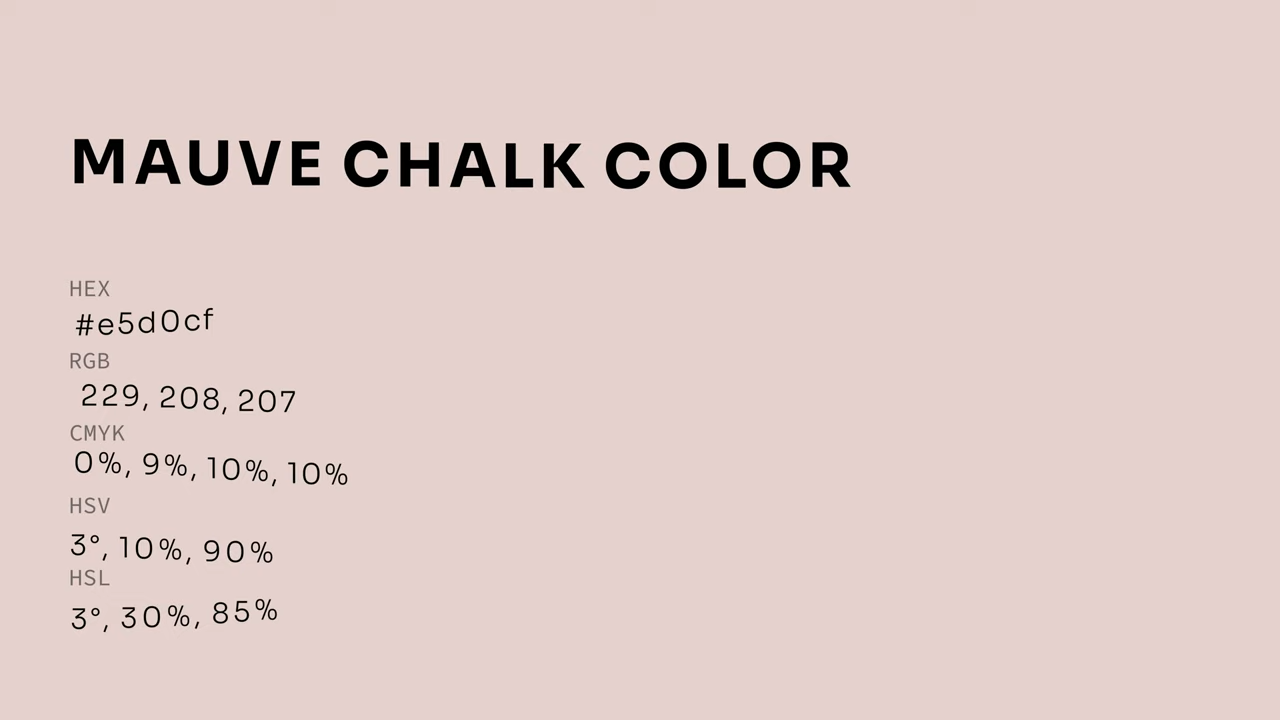 MAUVE CHALK COLOR
HEX
#e5d0cf
RGB
229, 208, 207
CMYK
0%, 9%, 10%, 10%
HSV
3°, 10%, 90%
HSL
3°, 30%, 85%